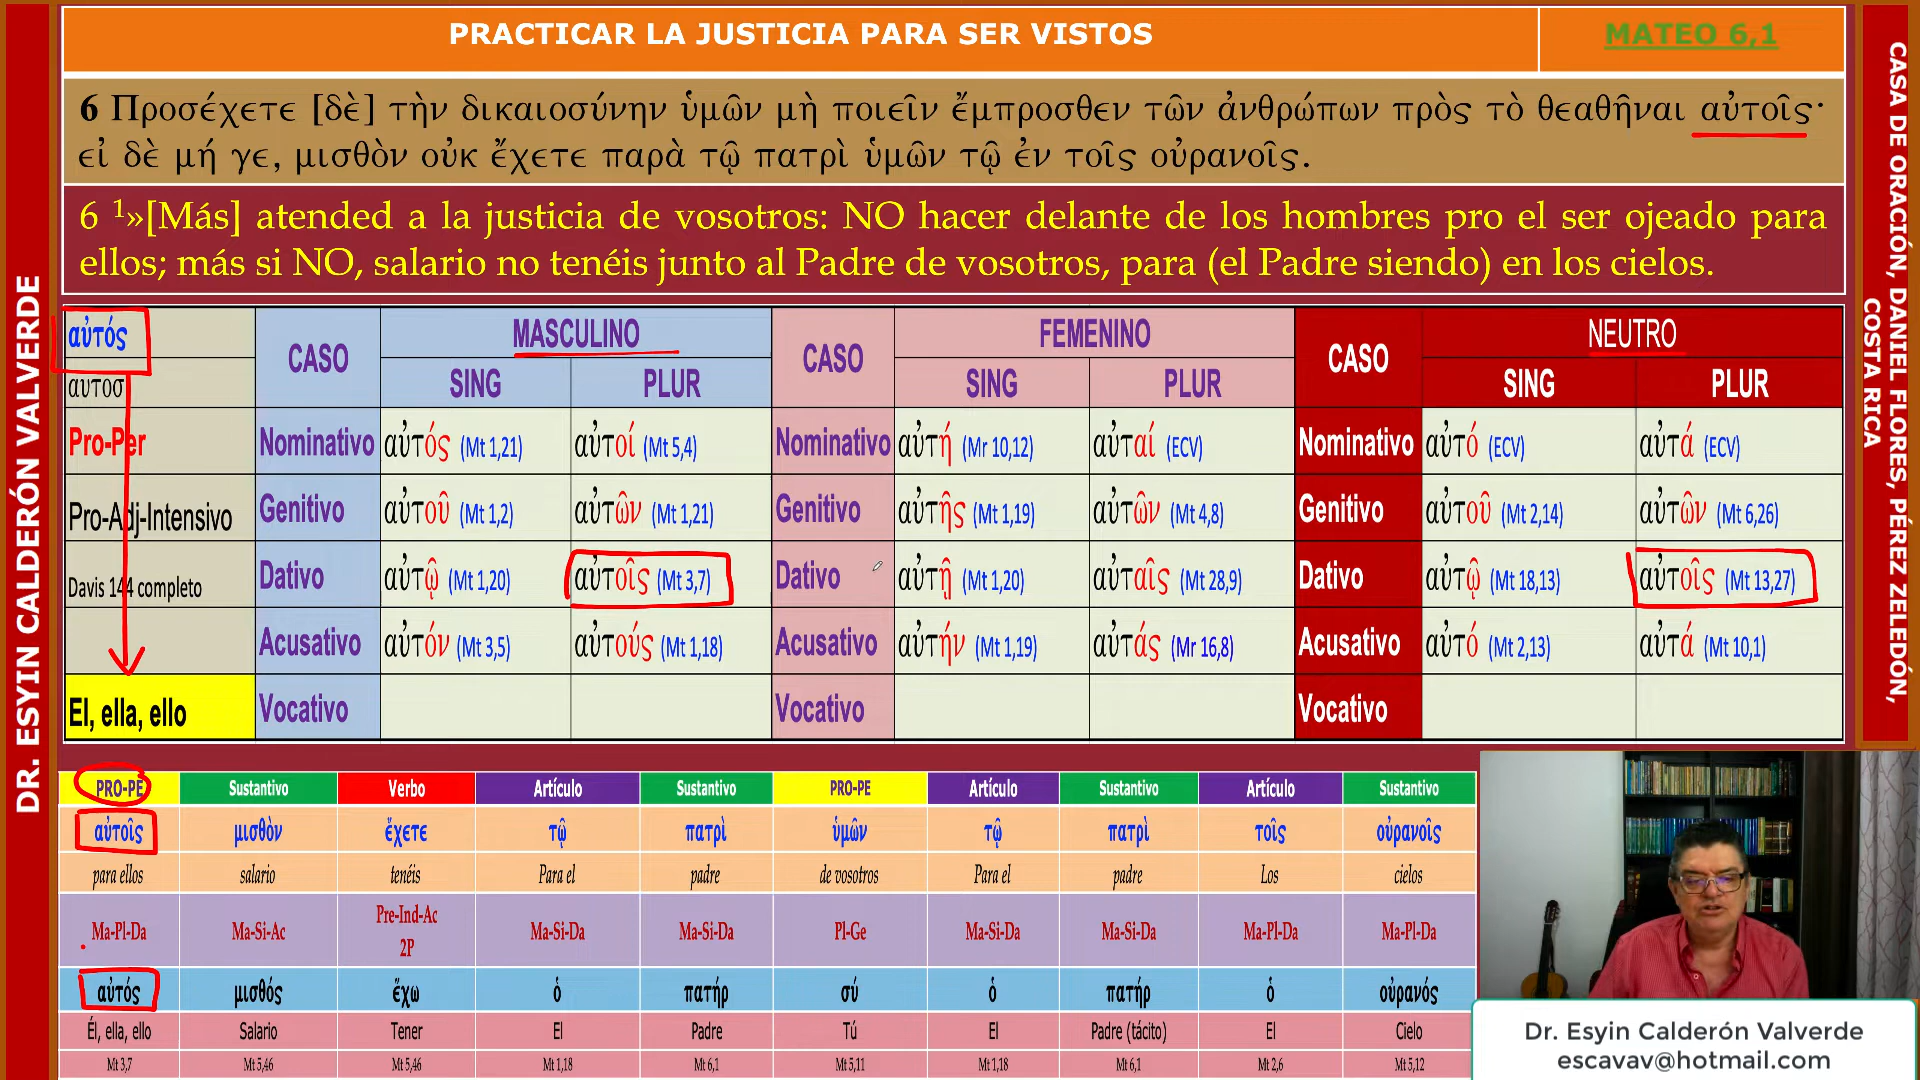 PRACTICAR LA JUSTICIA PARA SER VISTOS
MATEO 6,1
6 Προσέχετε [δὲ] τὴν δικαιοσύνην ὑμῶν μὴ ποιεῖν ἔμπροσθεν τῶν ἀνθρώπων πρὸς τὸ θεαθῆναι αὐτοῖς·
εἰ δὲ μή γε, μισθὸν οὐκ ἔχετε παρὰ τῷ πατρὶ ὑμῶν τῷ ἐν τοῖς οὐρανοῖς.
6 ¹»[Más] atended a la justicia de vosotros: NO hacer delante de los hombres pro el ser ojeado para
ellos; más si NO, salario no tenéis junto al Padre de vosotros, para (el Padre siendo) en los cielos.
αὐτός CASO MASCULINO CASO FEMENINO CASO NEUTRO
αυτοσ SING PLUR SING PLUR SING PLUR
Pro-Per Nominativo αὐτός (Mt 1,21) αὐτοί (Mt 5,4) Nominativo αὐτή (Mr 10,12) αὐταί (ECV) Nominativo αὐτό (ECV) αὐτά (ECV)
Pro-Adj-Intensivo Genitivo αὐτοῦ (Mt 1,2) αὐτῶν (Mt 1,21) Genitivo αὐτῆς (Mt 1,19) αὐτῶν (Mt 4,8) Genitivo αὐτοῦ (Mt 2,14) αὐτῶν (Mt 6,26)
Davis 144 completo Dativo αὐτῷ (Mt 1,20) αὐτοῖς (Mt 3,7) Dativo αὐτῇ (Mt 1,20) αὐταῖς (Mt 28,9) Dativo αὐτῷ (Mt 18,13) αὐτοῖς (Mt 13,27)
Acusativo αὐτόν (Mt 3,5) αὐτούς (Mt 1,18) Acusativo αὐτήν (Mt 1,19) αὐτάς (Mr 16,8) Acusativo αὐτό (Mt 2,13) αὐτά (Mt 10,1)
El, ella, ello Vocativo Vocativo Vocativo
PRO-PE Sustantivo Verbo Artículo Sustantivo PRO-PE Artículo Sustantivo Artículo Sustantivo
αὐτοῖς μισθὸν ἔχετε τῷ πατρὶ ὑμῶν τῷ πατρὶ τοῖς οὐρανοῖς
para ellos salario tenéis Para el padre de vosotros Para el padre Los cielos
Ma-Pl-Da Ma-Si-Ac Pre-Ind-Ac 2P Ma-Si-Da Ma-Si-Da Pl-Ge Ma-Si-Da Ma-Si-Da Ma-Pl-Da Ma-Pl-Da
αὐτός μισθός ἔχω ὁ πατήρ σύ ὁ πατήρ ὁ οὐρανός
Él, ella, ello Salario Tener El Padre Tú El Padre (tácito) El Cielo
Mt 3,7 Mt 5,46 Mt 5,46 Mt 1,18 Mt 6,1 Mt 5,11 Mt 1,18 Mt 6,1 Mt 2,6 Mt 5,12
DR. ESYIN CALDERÓN VALVERDE
CASA DE ORACIÓN, DANIEL FLORES, PÉREZ ZELEDÓN,
COSTA RICA
Dr. Esyin Calderón Valverde
escavav@hotmail.com